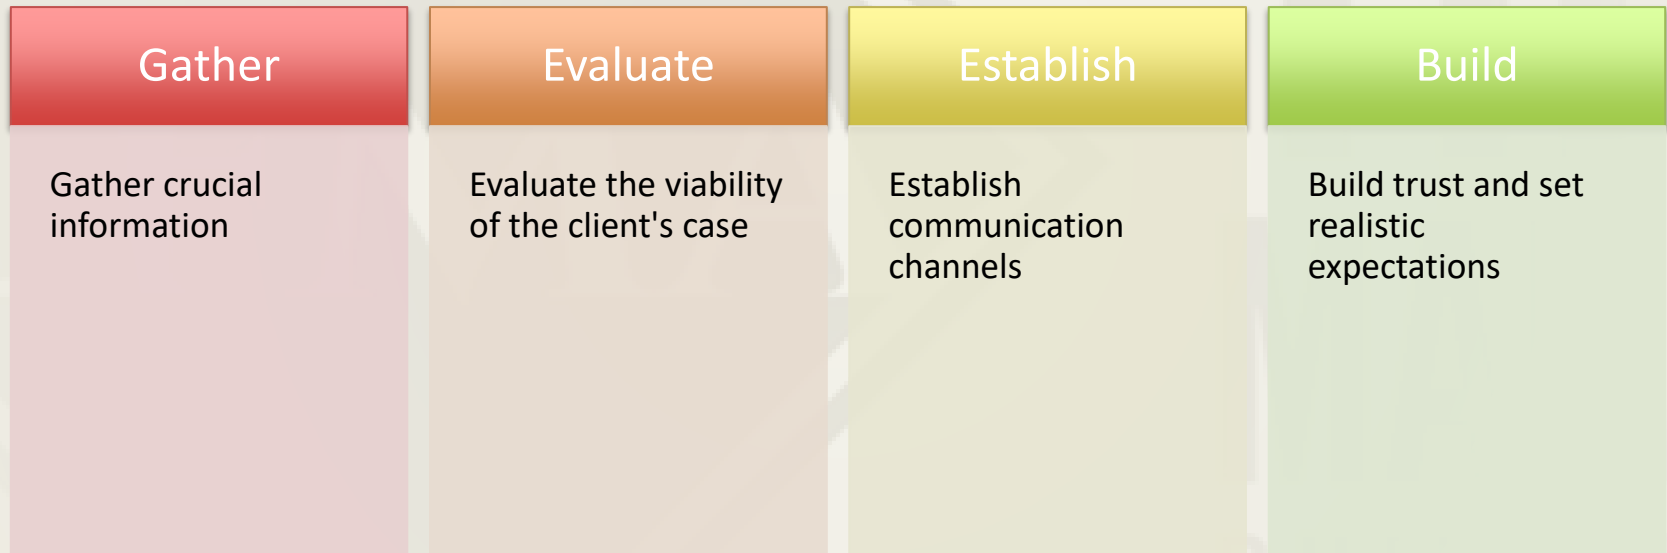 Gather
Gather crucial
information
Evaluate
Evaluate the viability
of the client's case
Establish
Establish
communication
channels
Build
Build trust and set
realistic
expectations